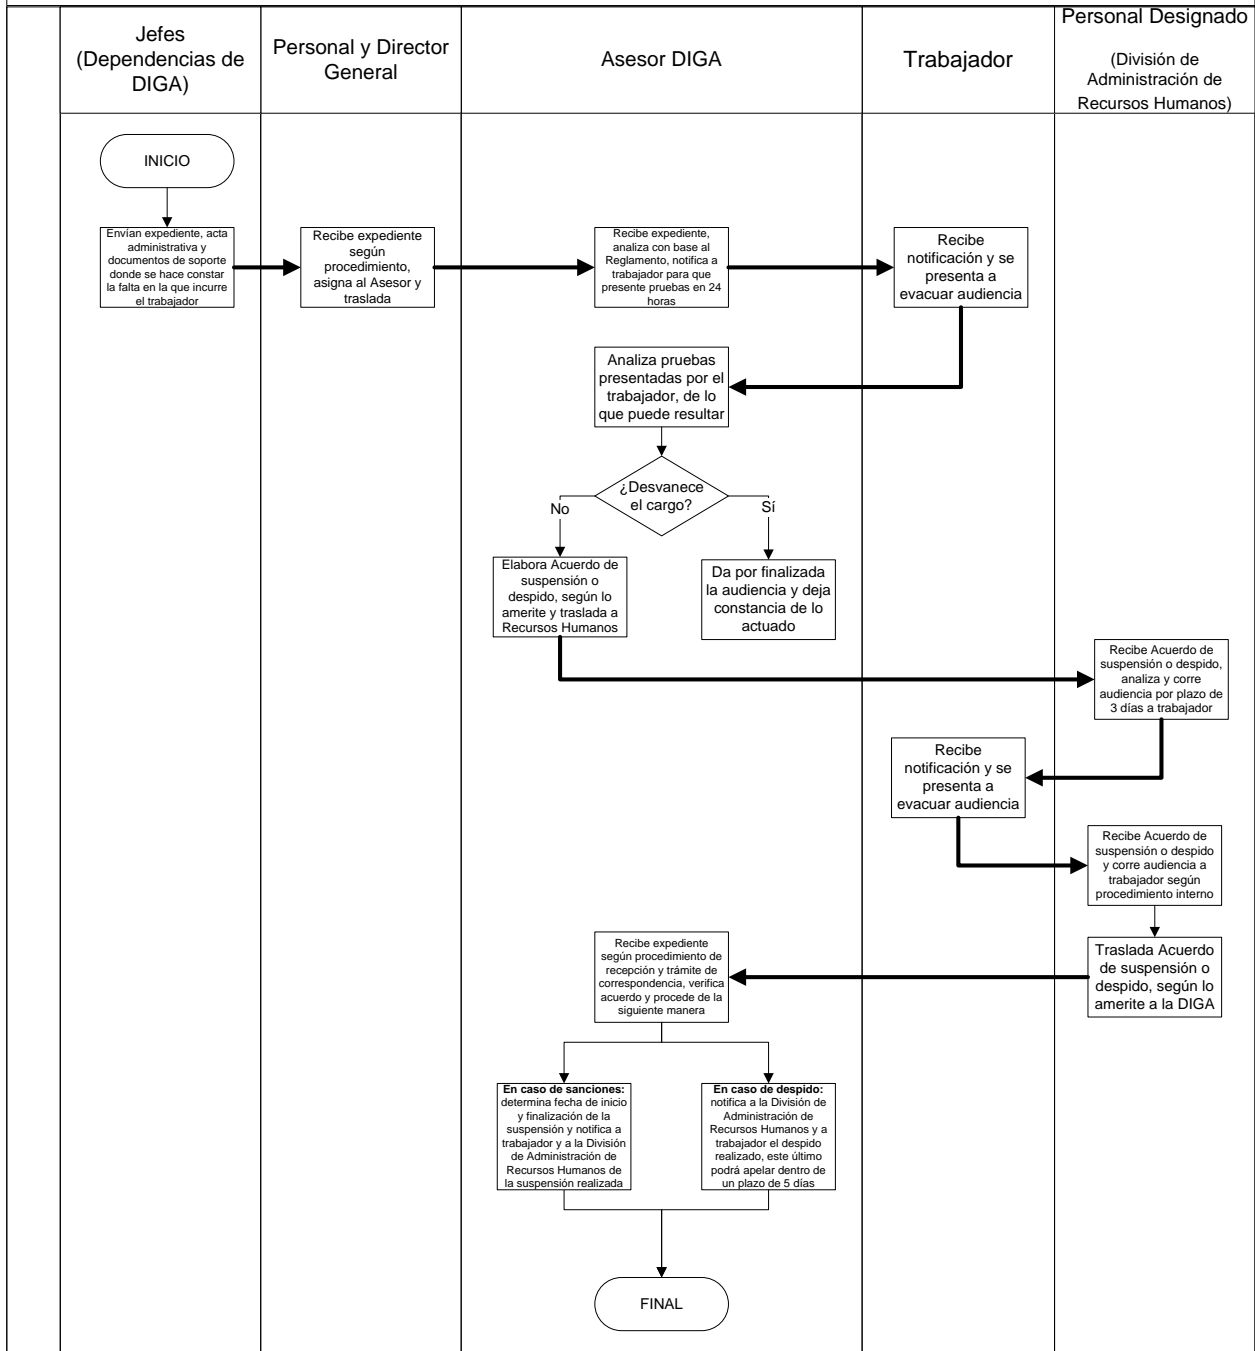 Jefes
(Dependencias de
DIGA)
Personal y Director
General
Asesor DIGA
Trabajador
Personal Designado
(División de
Administración de
Recursos Humanos)
INICIO
Envían expediente, acta
administrativa y
documentos de soporte
donde se hace constar
la falta en la que incurre
el trabajador
Recibe expediente
según
procedimiento,
asigna al Asesor y
traslada
Recibe expediente,
analiza con base al
Reglamento, notifica a
trabajador para que
presente pruebas en 24
horas
Recibe
notificación y se
presenta a
evacuar audiencia
Analiza pruebas
presentadas por el
trabajador, de lo
que puede resultar
¿Desvanece
el cargo?
No
Sí
Elabora Acuerdo de
suspensión o
despido, según lo
amerite y traslada a
Recursos Humanos
Da por finalizada
la audiencia y deja
constancia de lo
actuado
Recibe Acuerdo de
suspensión o despido,
analiza y corre
audiencia por plazo de
3 días a trabajador
Recibe
notificación y se
presenta a
evacuar audiencia
Recibe Acuerdo de
suspensión o despido
y corre audiencia a
trabajador según
procedimiento interno
Traslada Acuerdo
de suspensión o
despido, según lo
amerite a la DIGA
Recibe expediente
según procedimiento de
recepción y trámite de
correspondencia, verifica
acuerdo y procede de la
siguiente manera
En caso de sanciones:
determina fecha de inicio
y finalización de la
suspensión y notifica a
trabajador y a la División
de Administración de
Recursos Humanos de
la suspensión realizada
En caso de despido:
notifica a la División de
Administración de
Recursos Humanos y a
trabajador el despido
realizado, este último
podrá apelar dentro de
un plazo de 5 días
FINAL